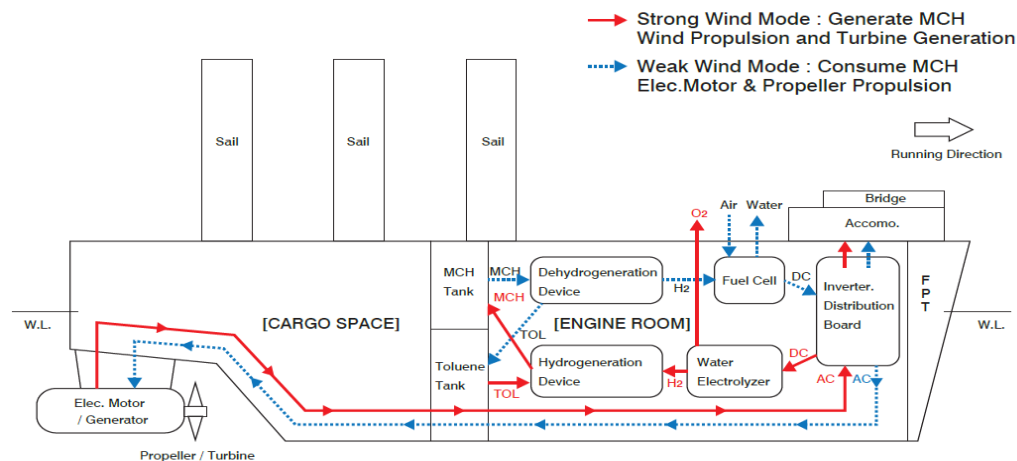 Strong Wind Mode : Generate MCH
Wind Propulsion and Turbine Generation
Weak Wind Mode : Consume MCH
Elec.Motor & Propeller Propulsion
Sail
Sail
Sail
Running Direction
Bridge
Accomo.
O2
Air
Water
MCH
Tank
MCH
MCH
Dehydrogeneration
Device
H2
Fuel Cell
DC
Inverter.
Distribution
Board
F
P
T
W.L.
[CARGO SPACE]
[ENGINE ROOM]
W.L.
TOL
Toluene
Tank
TOL
Hydrogeneration
Device
H2
Water
Electrolyzer
DC
AC
AC
Elec. Motor
/ Generator
Propeller / Turbine